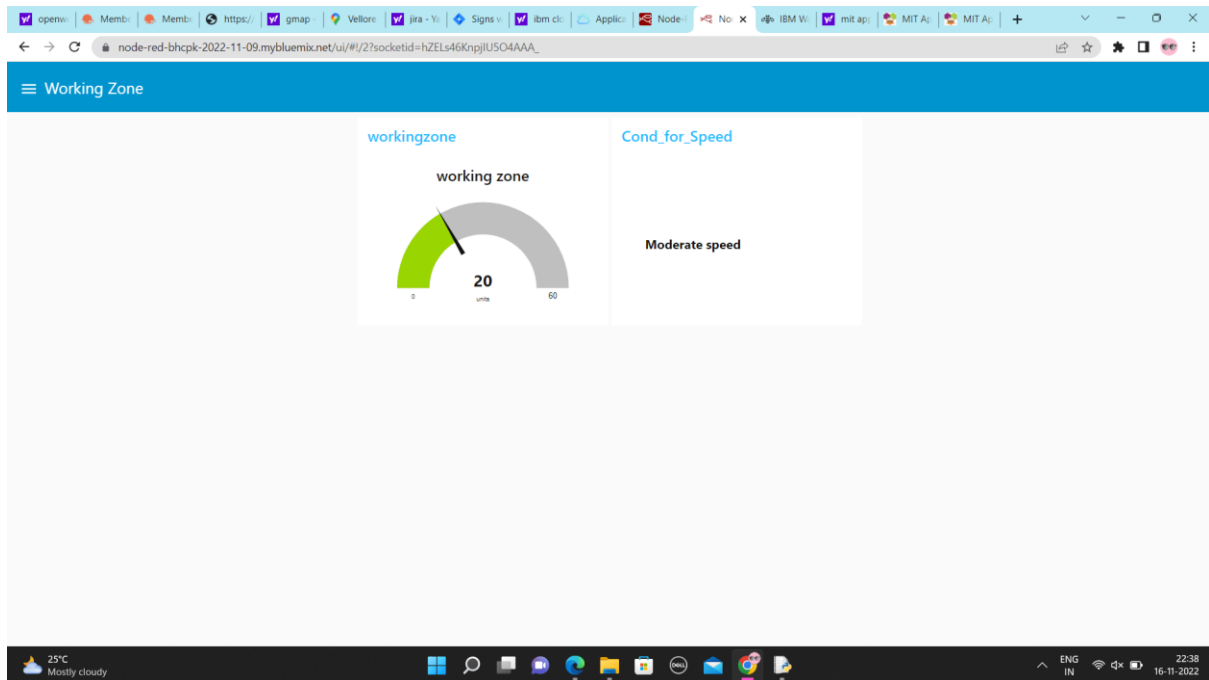 openw Membe Membe https:// gmap - Vellore jira - Ya Signs w ibm clo Applica Node-F No IBM W mit app MIT Ap MIT Ap
node-red-bhcpk-2022-11-09.mybluemix.net/ui/#!/2?socketid=hZELs46KnpjIU5O4AAA_
Working Zone
workingzone
working zone
20
units
0
60
Cond_for_Speed
Moderate speed
25°C
Mostly cloudy
DELL
ENG
IN
22:38
16-11-2022